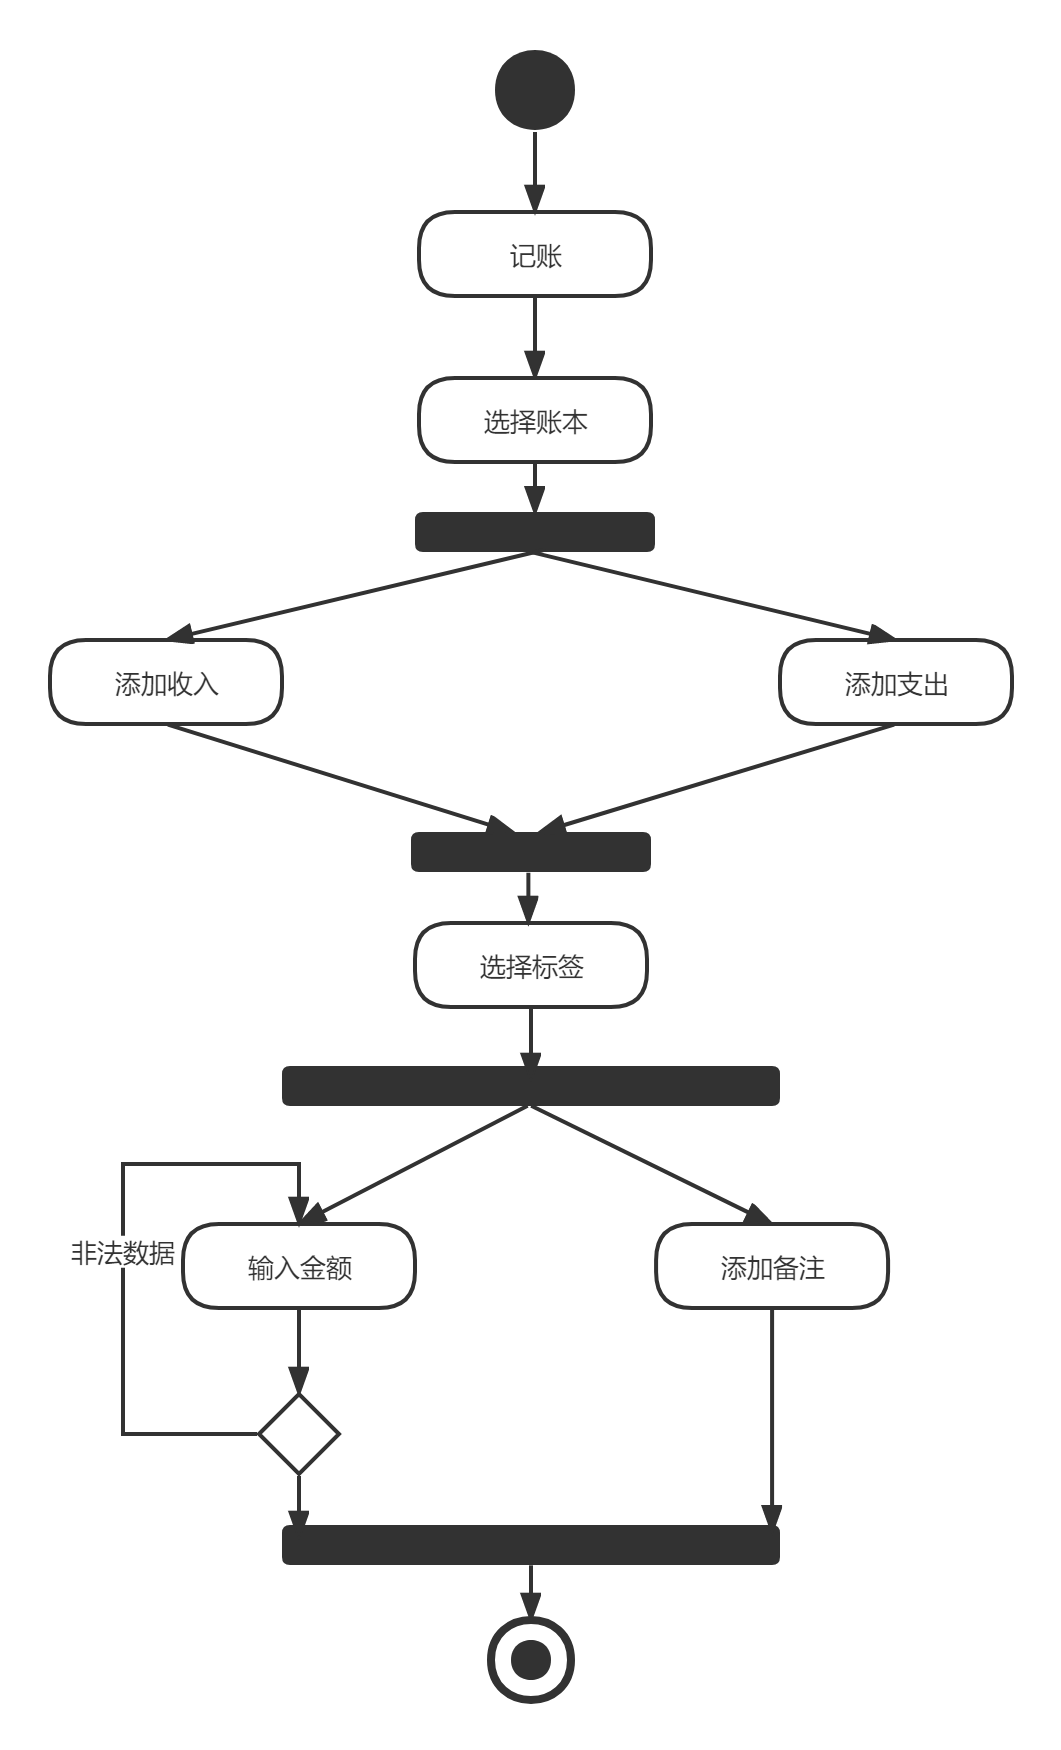 记账
选择账本
添加收入
添加支出
选择标签
非法数据
输入金额
添加备注